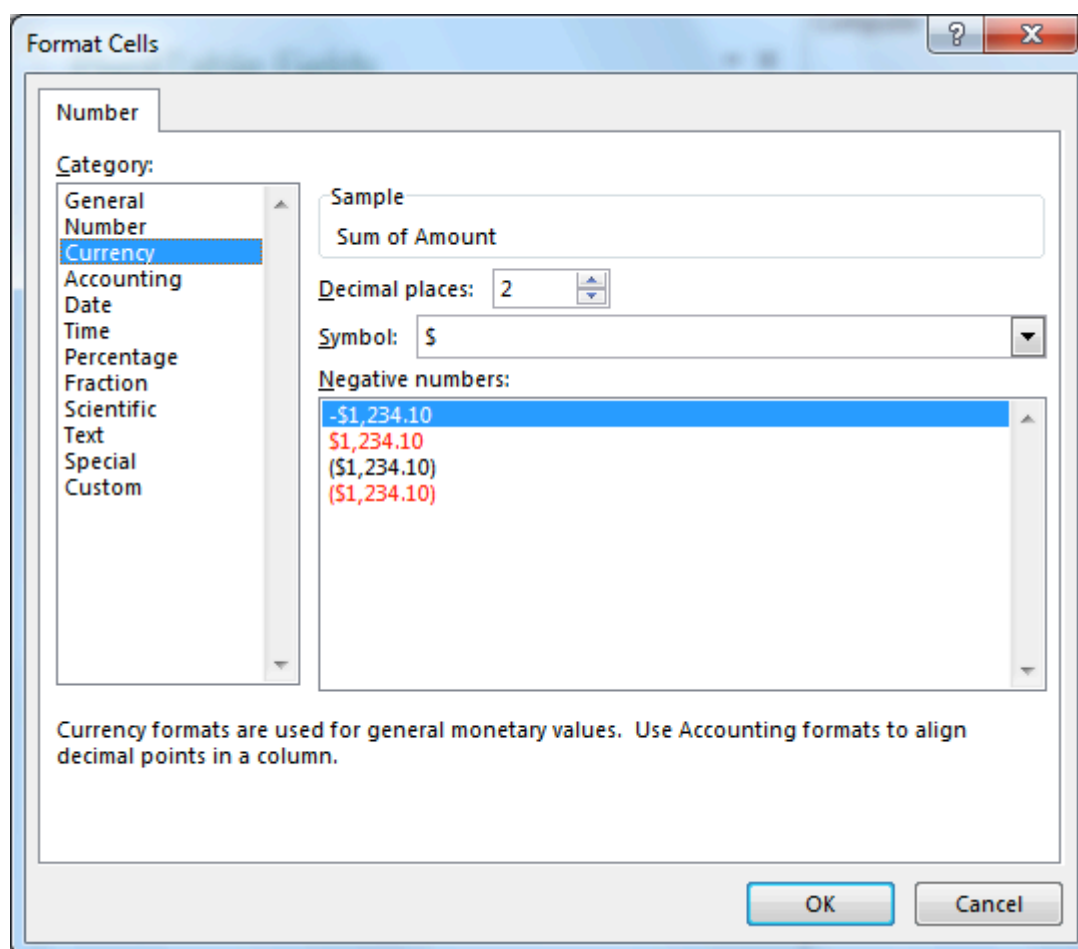 Format Cells
Number
Category:
General
Number
Currency
Accounting
Date
Time
Percentage
Fraction
Scientific
Text
Special
Custom
Sample
Sum of Amount
Decimal places: 2
Symbol: $
Negative numbers:
-$1,234.10
$1,234.10
($1,234.10)
($1,234.10)
Currency formats are used for general monetary values.  Use Accounting formats to align
decimal points in a column.
OK
Cancel